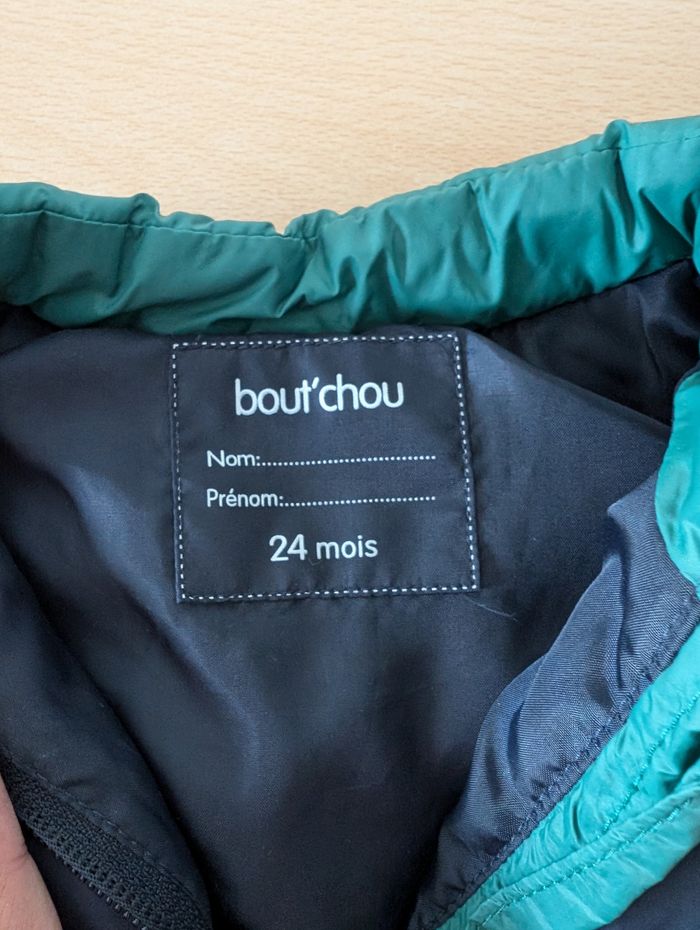 bout'chou
Nom:..........................................
Prénom:....................................
24 mois